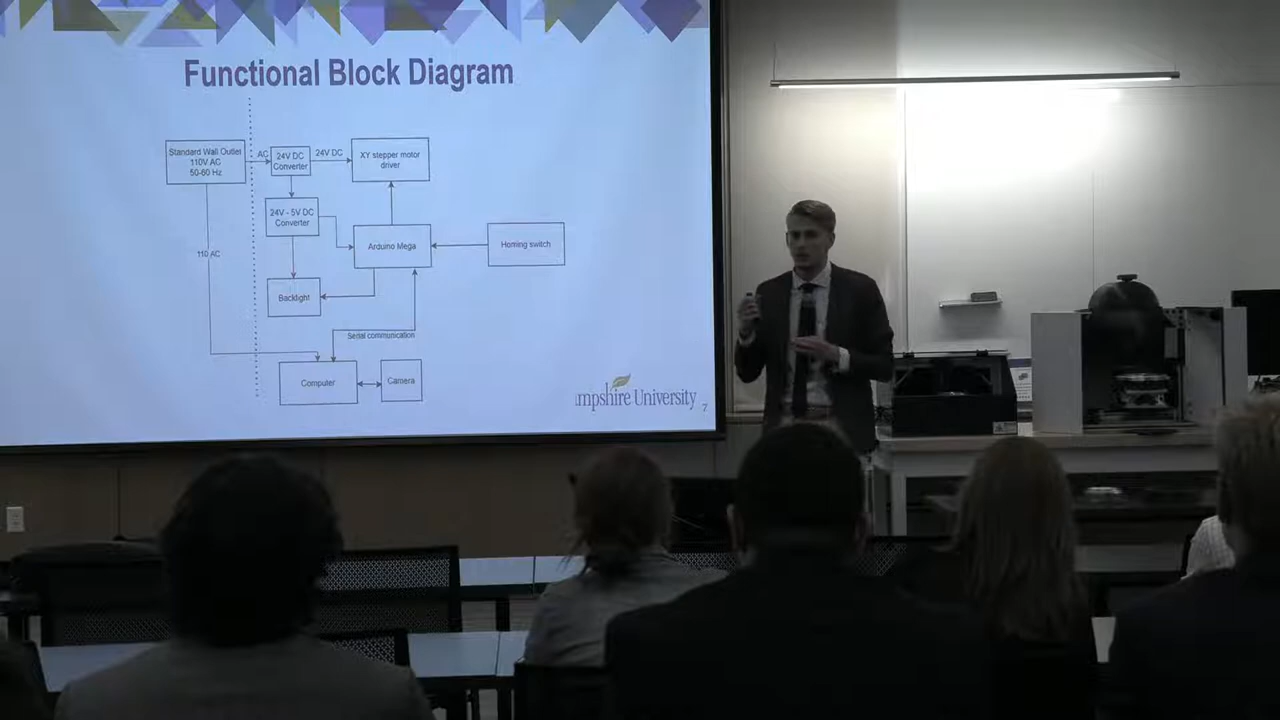 Functional Block Diagram
Standard Wall Outlet
110V AC
50-60 Hz
AC
24V DC
Converter
24V DC
XY stepper motor
driver
24V - 5V DC
Converter
Arduino Mega
Homing switch
110 AC
Backlight
Serial communication
Computer
Camera
mpshire University
7